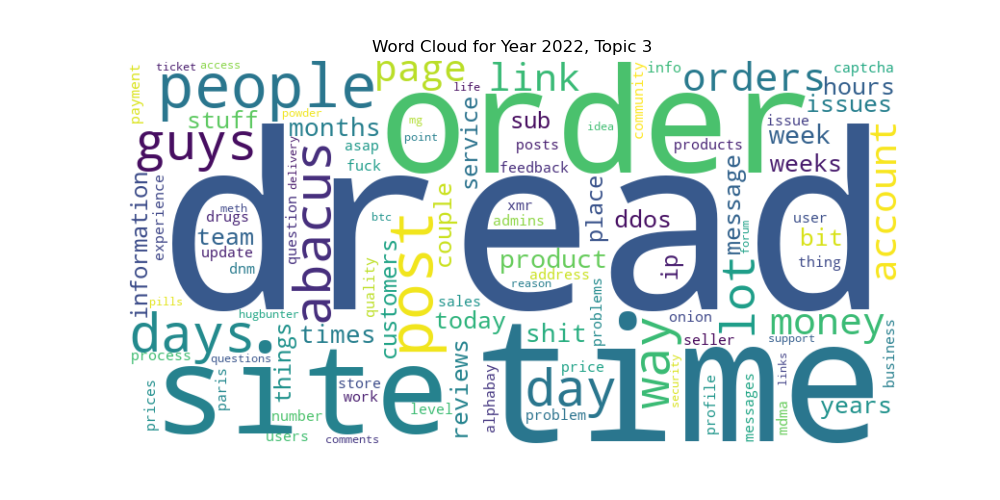 Word Cloud for Year 2022, Topic 3
ticket
access
payment
people
page
life
link
community
info
orders
captcha
hours
stuff
powder
guys
months
asap
fuck
order
mg
point
service
sub
posts
feedback
idea
products
issues
issue
week
weeks
account
information
experience
meth
drugs
team
update
dnm
question
delivery
abacus
dread
btc
customers
quality
post
couple
xmr
admins
product
address
reason
place
problems
ddos
ip
lot
message
forum
user
bit
thing
pills
days
process
hugbunter
questions
things
times
today
sales
shit
onion
way
seller
money
support
business
site
prices
paris
number
users
store
work
comments
level
reviews
alphabay
time
day
price
problem
security
profile
messages
links
mdma
years